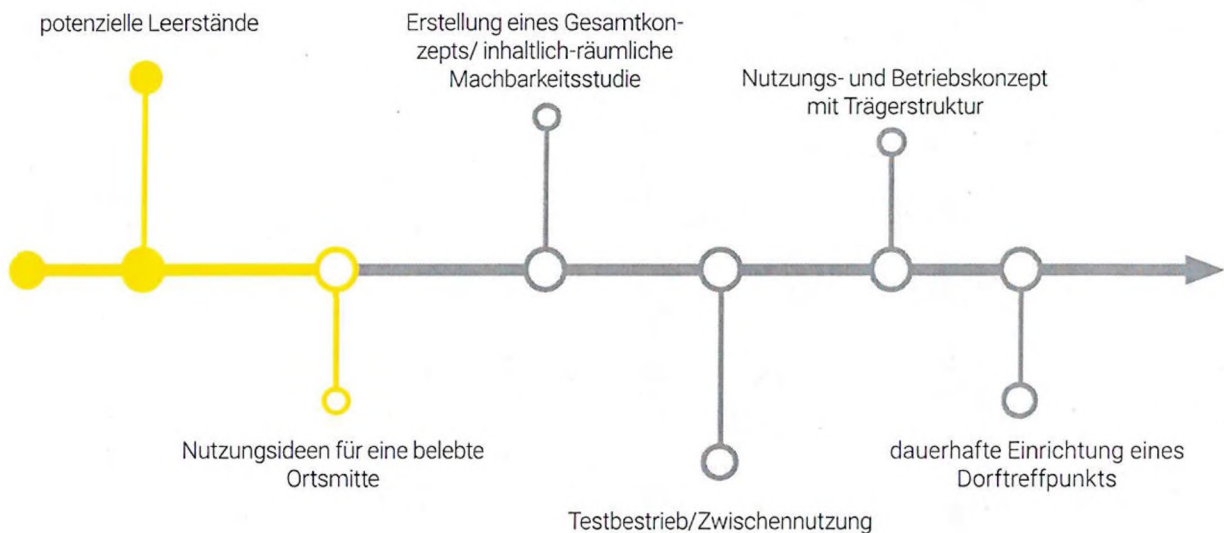 potenzielle Leerstände
Erstellung eines Gesamtkon-
zepts/ inhaltlich-räumliche
Machbarkeitsstudie
Nutzungs- und Betriebskonzept
mit Trägerstruktur
Nutzungsideen für eine belebte
Ortsmitte
dauerhafte Einrichtung eines
Dorftreffpunkts
Testbestrieb/Zwischennutzung